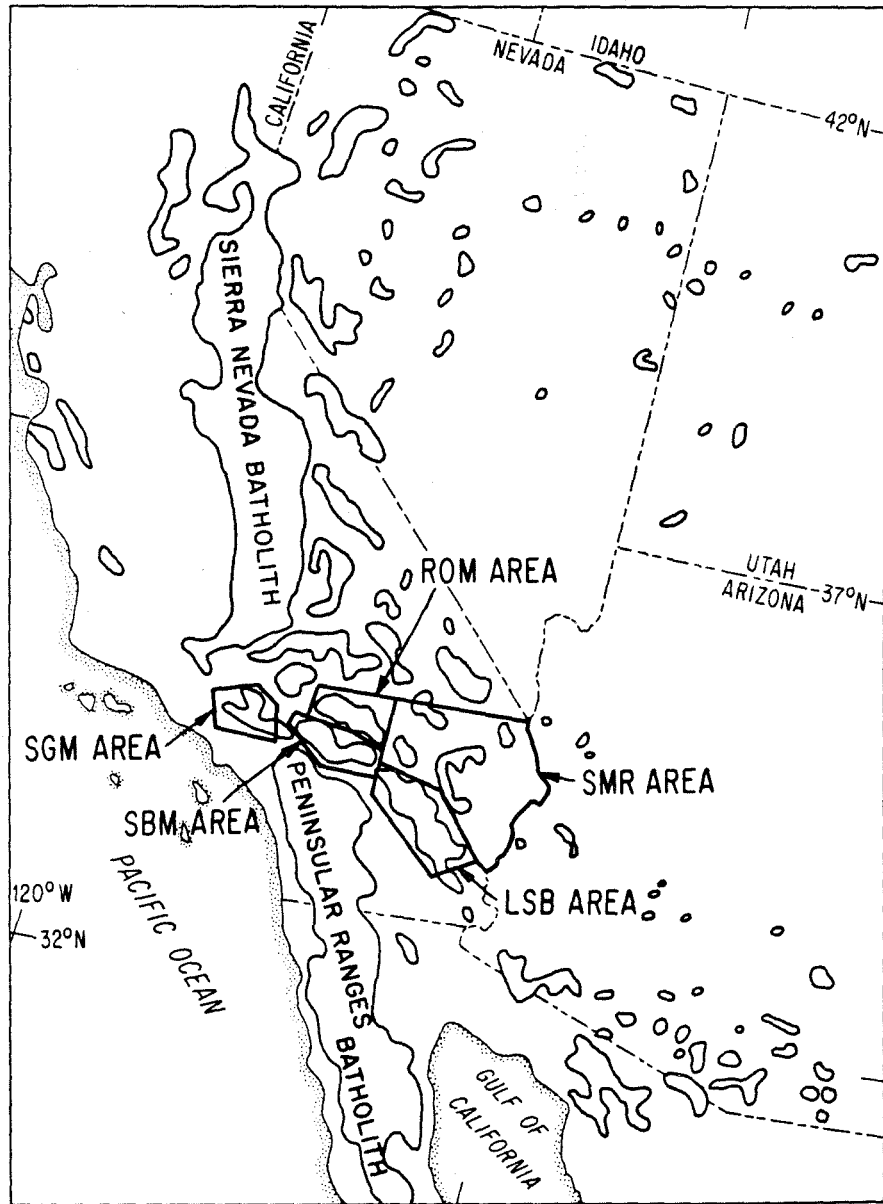 CALIFORNIA
NEVADA
IDAHO
42°N
SIERRA NEVADA BATHOLITH
ROM AREA
UTAH
ARIZONA
37°N
SGM AREA
SBM AREA
SMR AREA
LSB AREA
PENINSULAR RANGES BATHOLITH
PACIFIC OCEAN
120°W
32°N
GULF OF
CALIFORNIA